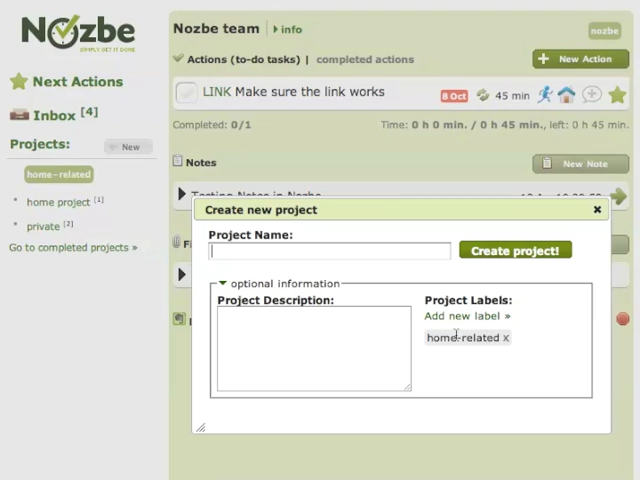 Nozbe
SIMPLY GET IT DONE
Next Actions
Inbox [4]
Projects:
New
home-related
home project [1]
private [2]
Go to completed projects »
Nozbe team
info
nozbe
Actions (to-do tasks) | completed actions
New Action
LINK Make sure the link works
8 Oct
45 min
Completed: 0/1
Time: 0 h 0 min. / 0 h 45 min., left: 0 h 45 min.
Notes
New Note
Create new project
Project Name:
Create project!
optional information
Project Description:
Project Labels:
Add new label »
home-related x